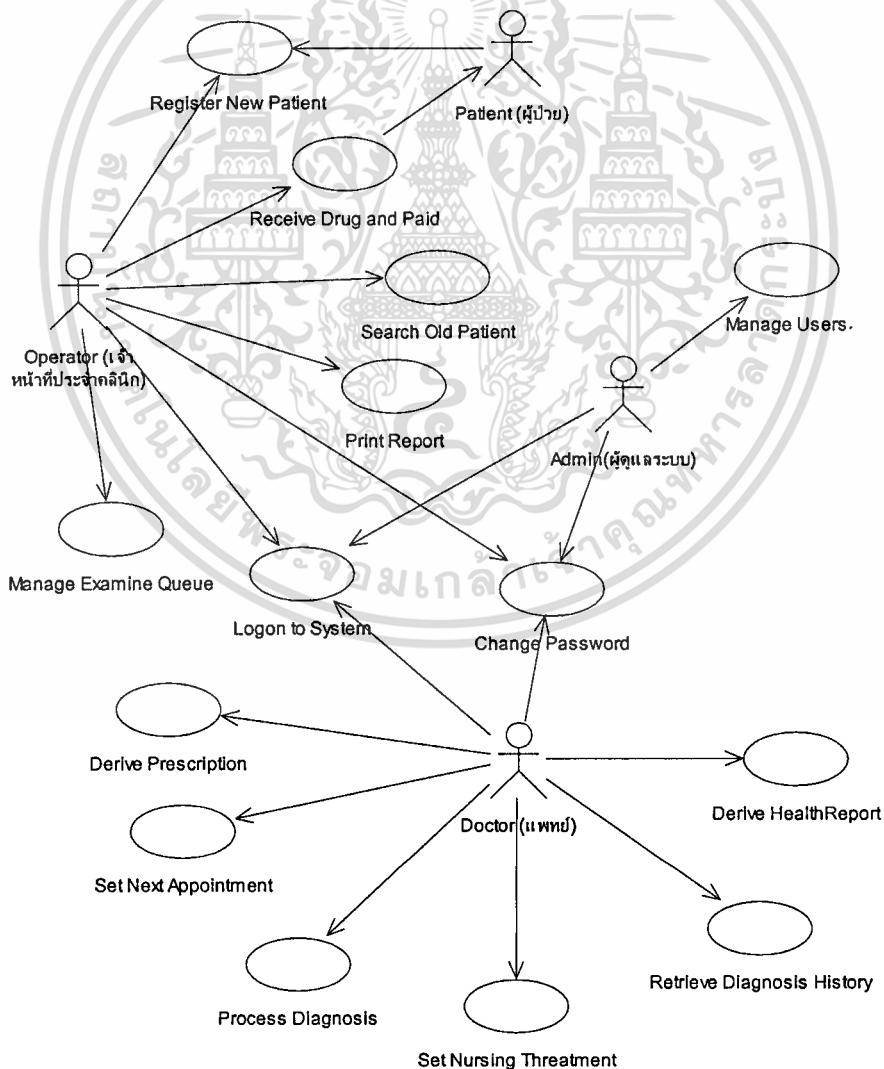 Register New Patient
Patient (ผู้ป่วย)
Receive Drug and Paid
Search Old Patient
Manage Users.
Operator (เจ้า
หน้าที่ประจำคลินิก)
Print Report
Admin(ผู้ดูแลระบบ)
Manage Examine Queue
Logon to System
Change Password
Derive Prescription
Doctor (แพทย์)
Derive HealthReport
Set Next Appointment
Retrieve Diagnosis History
Process Diagnosis
Set Nursing Threatment